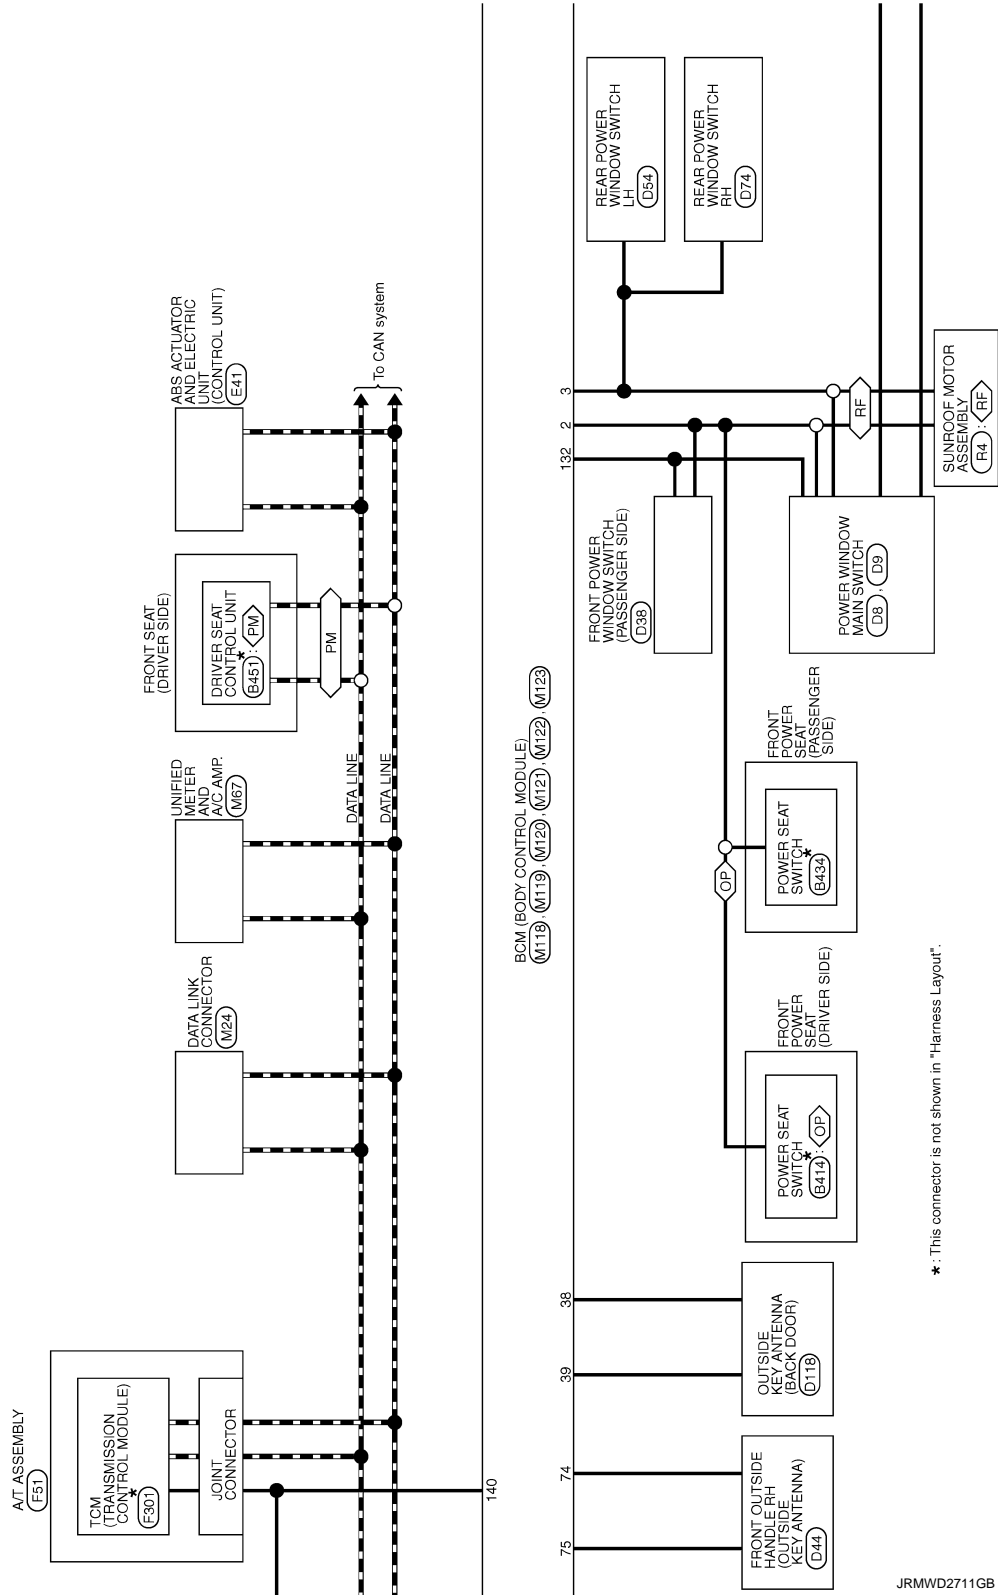 A/T ASSEMBLY
F51
TCM
(TRANSMISSION
CONTROL MODULE)
*
F301
JOINT
CONNECTOR
140
DATA LINK
CONNECTOR
M24
UNIFIED
METER
AND
A/C AMP.
M67
DATA LINE
DATA LINE
FRONT SEAT
(DRIVER SIDE)
DRIVER SEAT
CONTROL UNIT
*
B451 : PM
PM
ABS ACTUATOR
AND ELECTRIC
UNIT
(CONTROL UNIT)
E41
To CAN system
BCM (BODY CONTROL MODULE)
M118 , M119 , M120 , M121 , M122 , M123
75
74
39
38
132
2
3
FRONT OUTSIDE
HANDLE RH
(OUTSIDE
KEY ANTENNA)
D44
OUTSIDE
KEY ANTENNA
(BACK DOOR)
D118
FRONT
POWER
SEAT
(DRIVER SIDE)
POWER SEAT
SWITCH
*
B414 : OP
OP
FRONT
POWER
SEAT
(PASSENGER
SIDE)
POWER SEAT
SWITCH
*
B434
FRONT POWER
WINDOW SWITCH
(PASSENGER SIDE)
D38
POWER WINDOW
MAIN SWITCH
D8 , D9
RF
SUNROOF MOTOR
ASSEMBLY
R4 : RF
REAR POWER
WINDOW SWITCH
LH
D54
REAR POWER
WINDOW SWITCH
RH
D74
* : This connector is not shown in "Harness Layout".
JRMWD2711GB